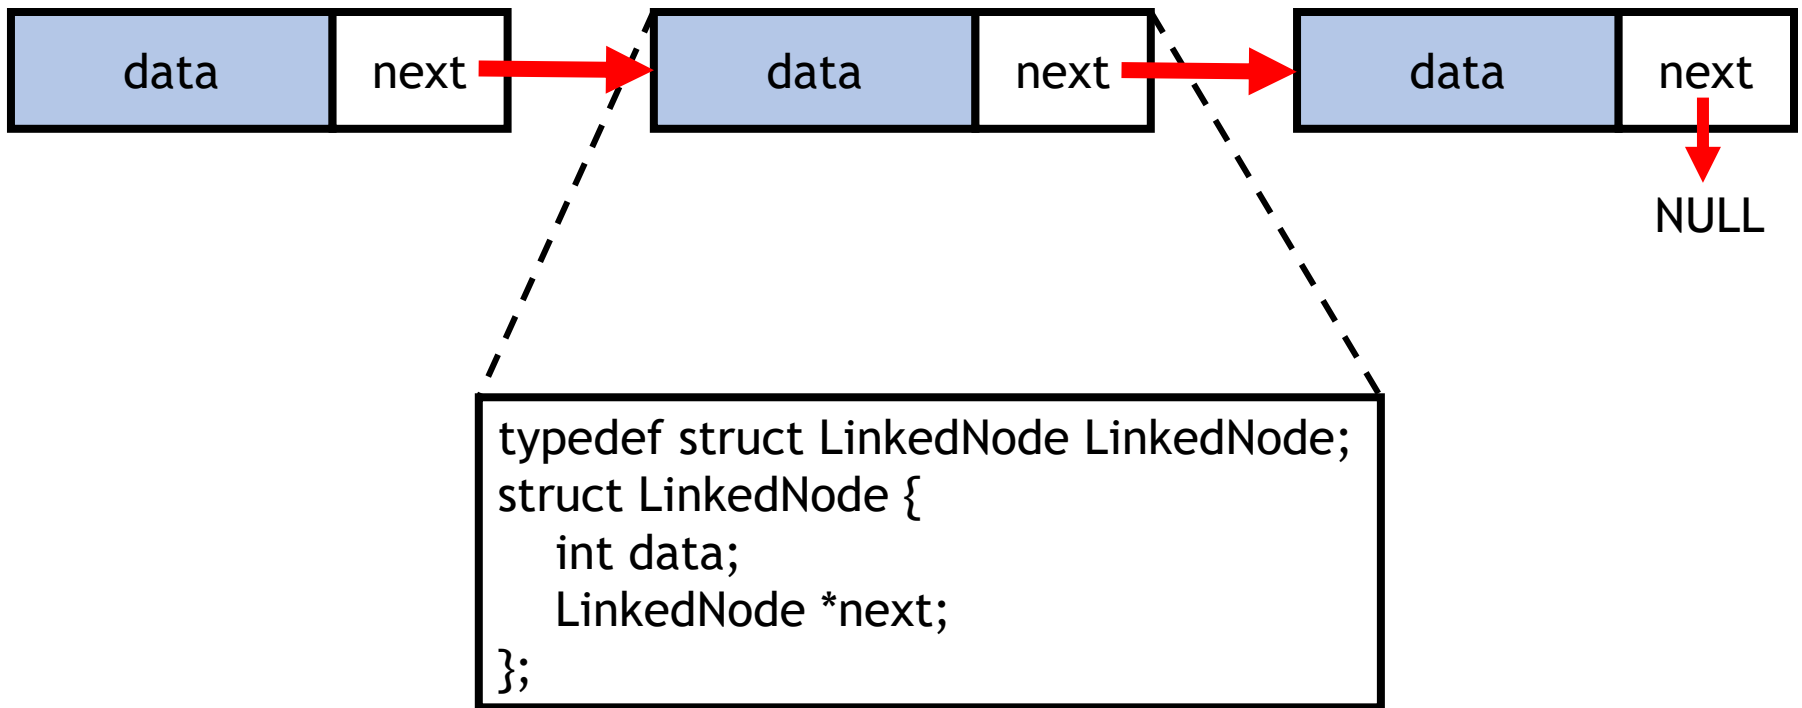 data next data next data next
NULL
typedef struct LinkedNode LinkedNode;
struct LinkedNode {
int data;
LinkedNode *next;
};